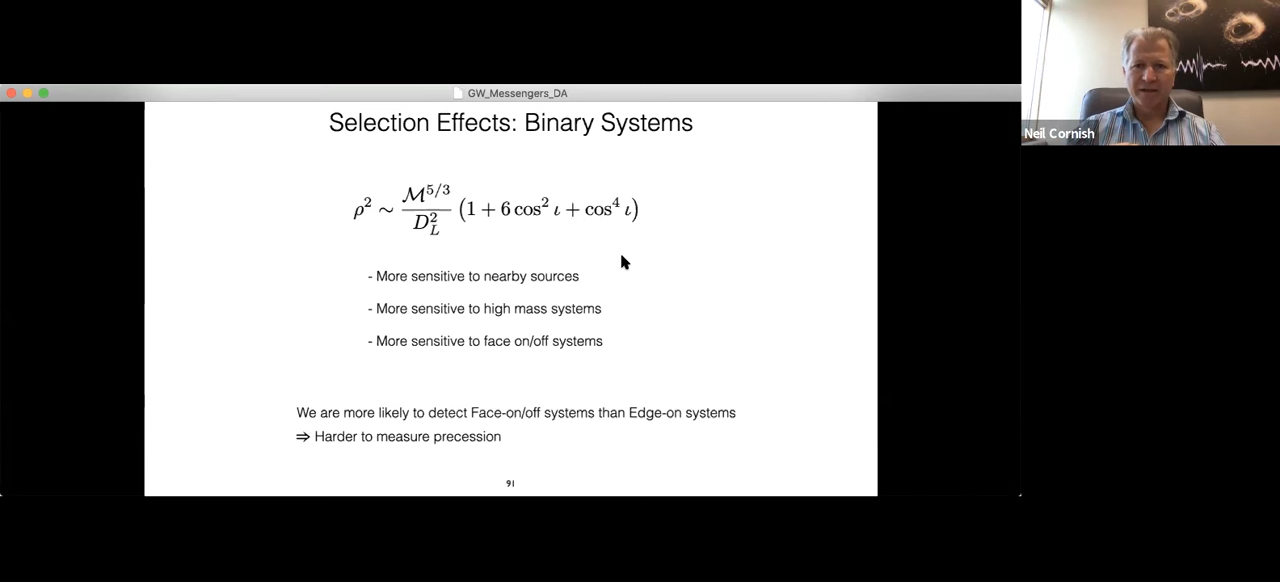 GW_Messengers_DA
Selection Effects: Binary Systems
ρ² ∼ 𝓜^{5/3} / D_L² (1 + 6 cos² ι + cos⁴ ι)
- More sensitive to nearby sources
- More sensitive to high mass systems
- More sensitive to face on/off systems
We are more likely to detect Face-on/off systems than Edge-on systems
⇒ Harder to measure precession
91
Neil Cornish